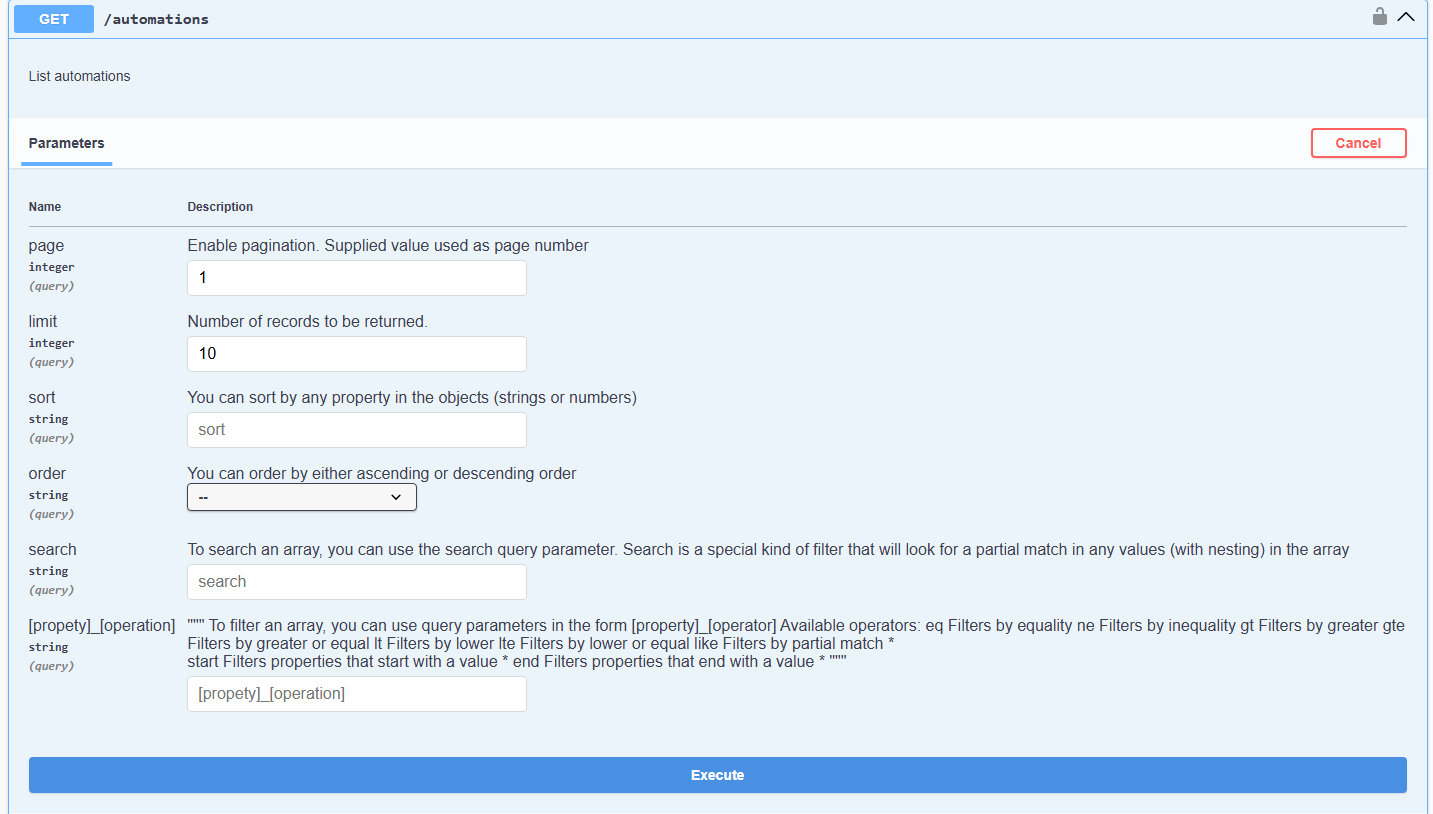 GET /automations
List automations
Parameters
Cancel
Name Description
page Enable pagination. Supplied value used as page number
integer
(query)
1
limit Number of records to be returned.
integer
(query)
10
sort You can sort by any property in the objects (strings or numbers)
string
(query)
sort
order You can order by either ascending or descending order
string
(query)
--
search To search an array, you can use the search query parameter. Search is a special kind of filter that will look for a partial match in any values (with nesting) in the array
string
(query)
search
[propety]_[operation] """ To filter an array, you can use query parameters in the form [property]_[operator] Available operators: eq Filters by equality ne Filters by inequality gt Filters by greater gte
string
(query)
Filters by greater or equal lt Filters by lower lte Filters by lower or equal like Filters by partial match *
start Filters properties that start with a value * end Filters properties that end with a value * """
[propety]_[operation]
Execute